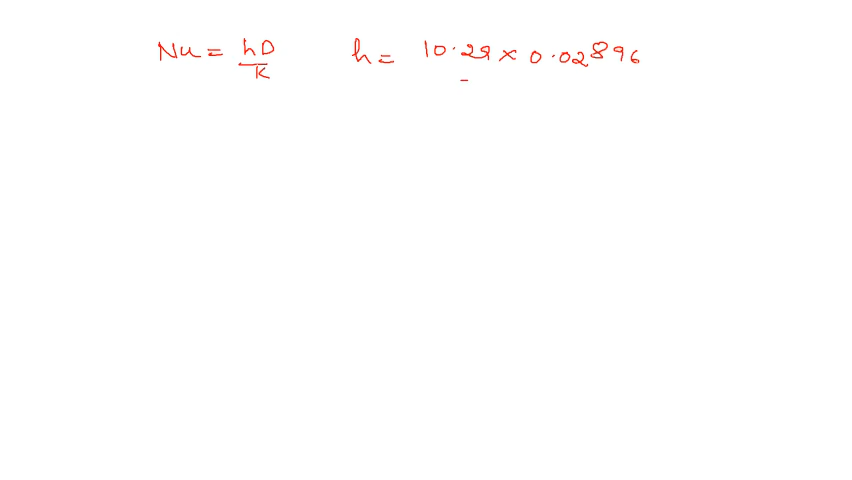 Nu = hD/K h = 10.29 × 0.02896